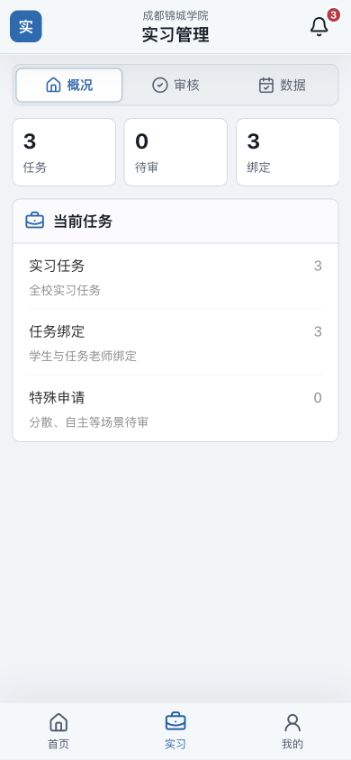 实
成都锦城学院
实习管理
3
概况
审核
数据
3
任务
0
待审
3
绑定
当前任务
实习任务
3
全校实习任务
任务绑定
3
学生与任务老师绑定
特殊申请
0
分散、自主等场景待审
首页
实习
我的